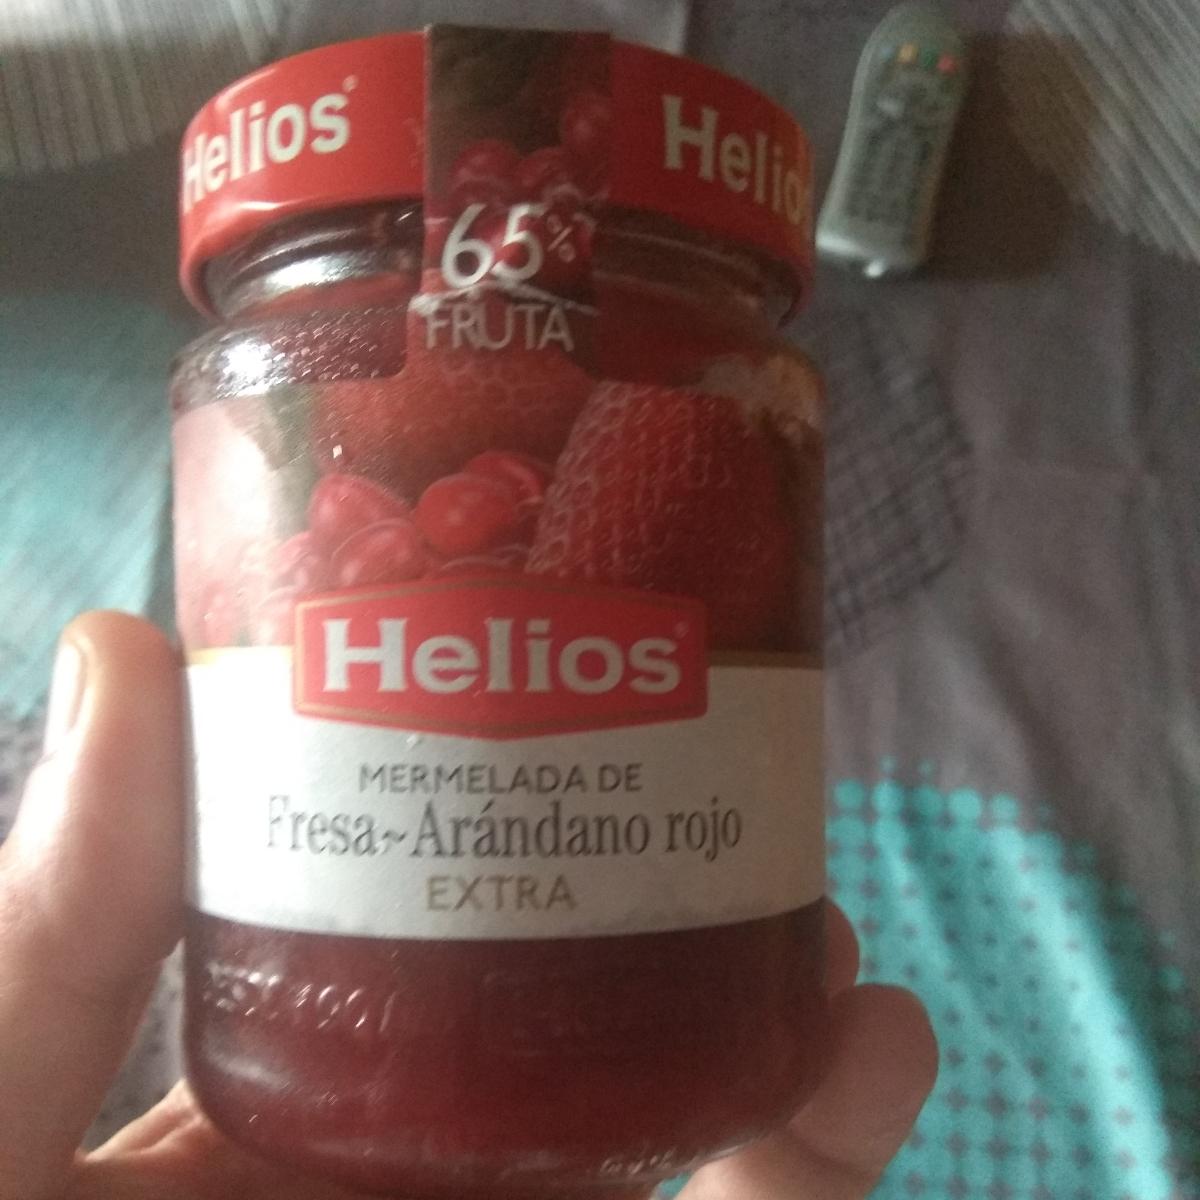 Helios
Helios
65%
FRUTA
Helios
MERMELADA DE
Fresa~Arándano rojo
EXTRA